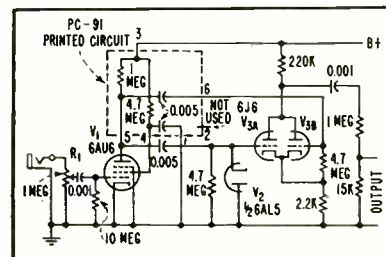 PC-91
PRINTED CIRCUIT
3
B+
1
MEG
220K
0.001
6
4.7
MEG
0.005
NOT
USED
6J6
V3A
V3B
1 MEG
V1
6AU6
5-4
2
0.005
R1
1 MEG
0.001
4.7
MEG
V2
½6AL5
4.7
MEG
15K
2.2K
OUTPUT
10 MEG